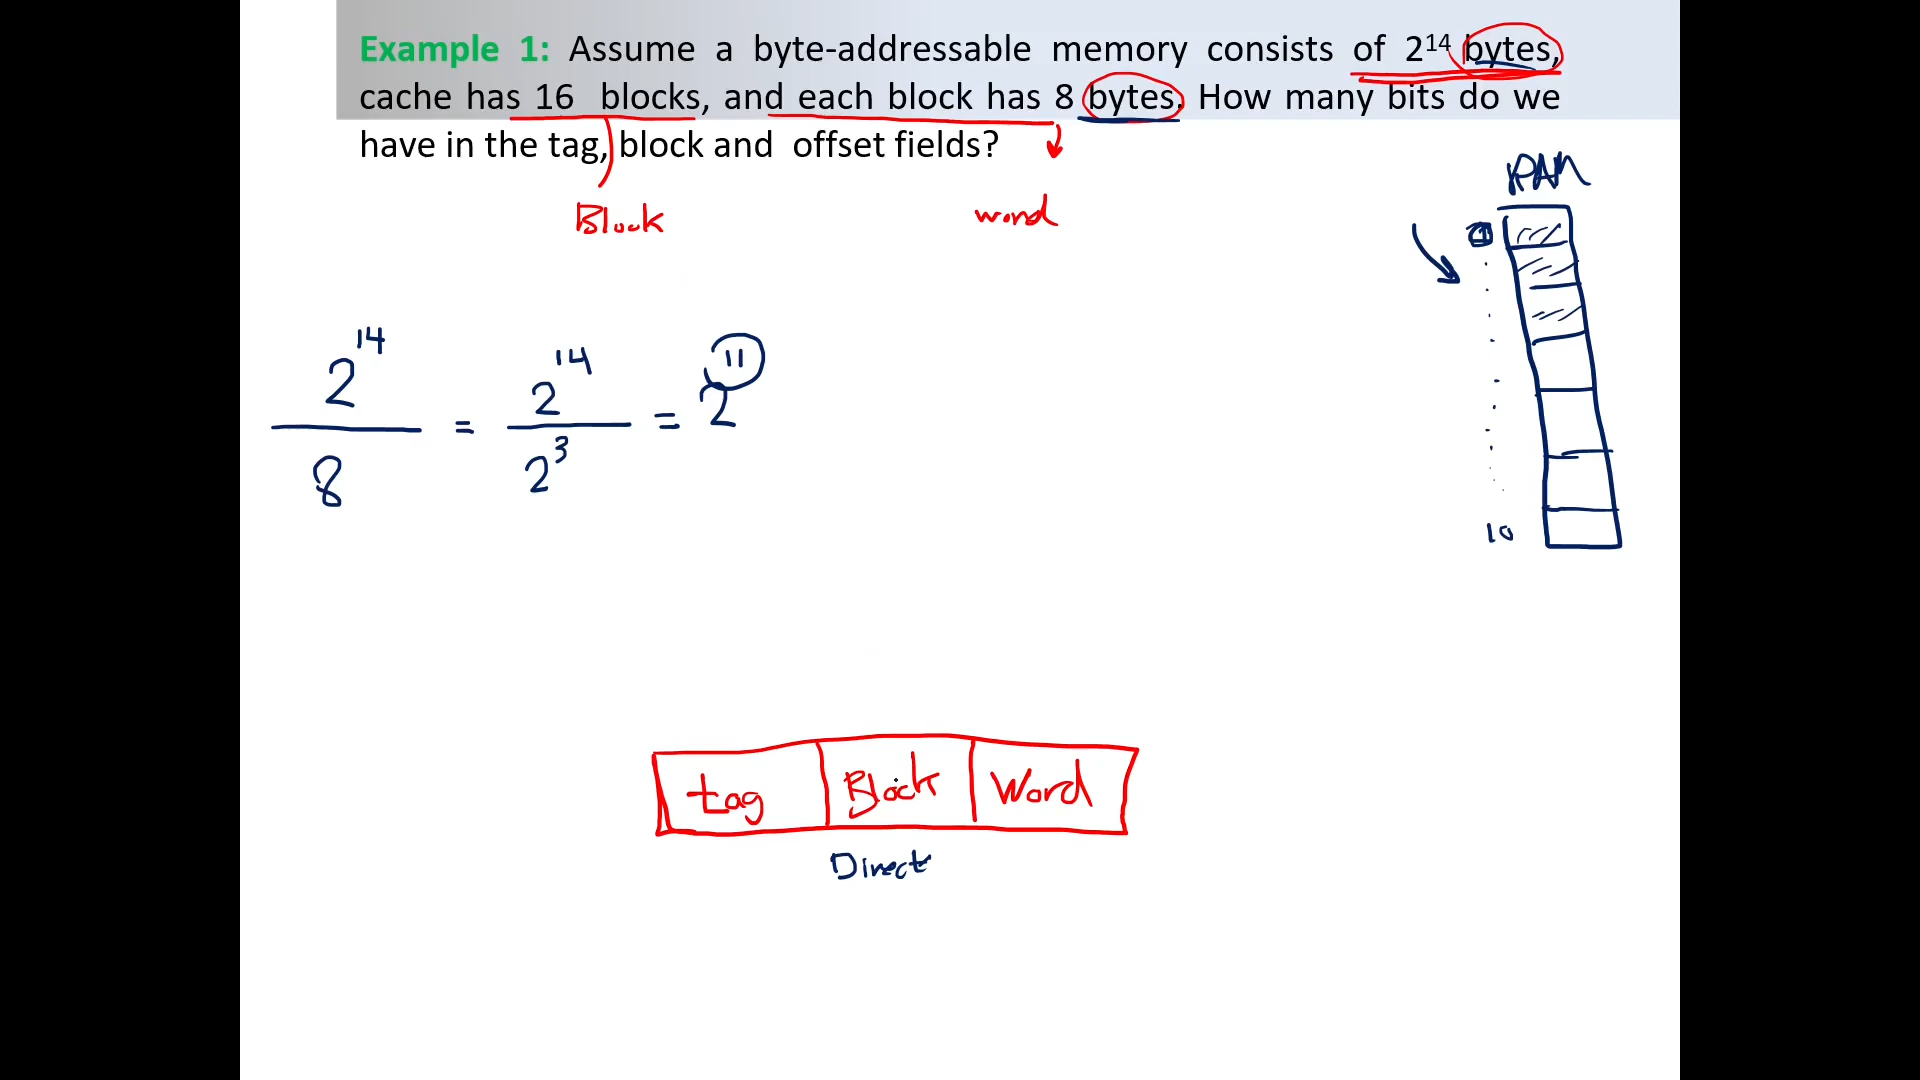 Example 1: Assume a byte-addressable memory consists of 2¹⁴ bytes,
cache has 16 blocks, and each block has 8 bytes. How many bits do we
have in the tag, block and offset fields?
RAM
Block
word
2¹⁴ / 8 = 2¹⁴ / 2³ = 2¹¹
10
tag Block Word
Direct